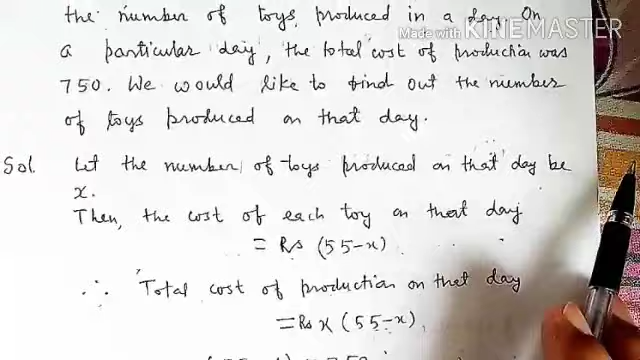 the number of toys produced in a day. On
Made with KINEMASTER
a particular day, the total cost of production was
750. We would like to find out the number
of toys produced on that day.
Sol. Let the number of toys produced on that day be
x.
Then, the cost of each toy on that day
= Rs (55-x)
∴ Total cost of production on that day
= Rs x (55-x)